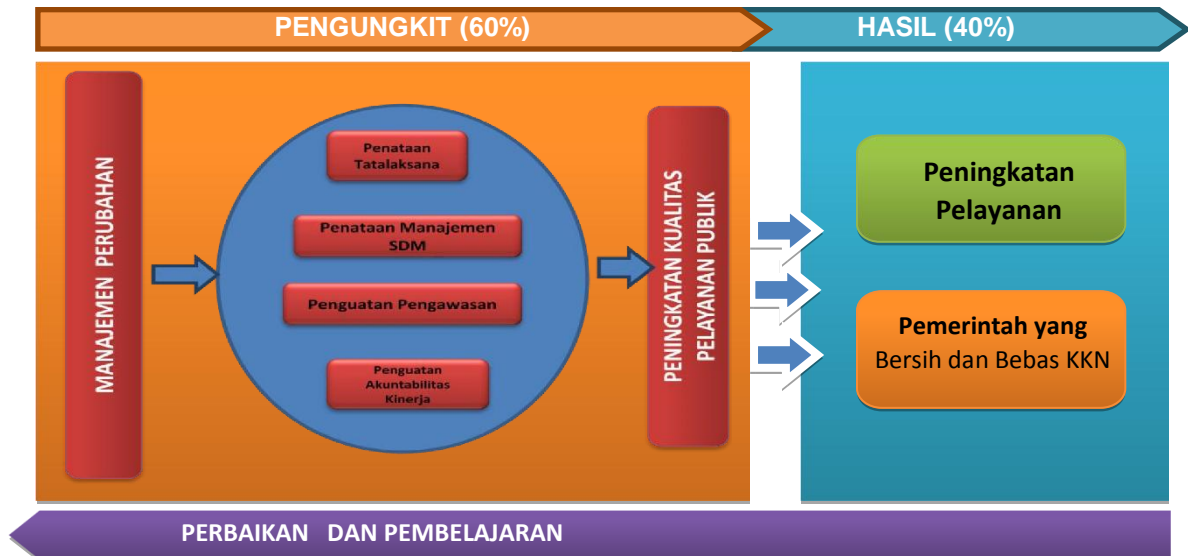 PENGUNGKIT (60%)
HASIL (40%)
MANAJEMEN PERUBAHAN
Penataan
Tatalaksana
Penataan Manajemen
SDM
Penguatan Pengawasan
Penguatan
Akuntabilitas
Kinerja
PENINGKATAN KUALITAS
PELAYANAN PUBLIK
Peningkatan
Pelayanan
Pemerintah yang
Bersih dan Bebas KKN
PERBAIKAN DAN PEMBELAJARAN